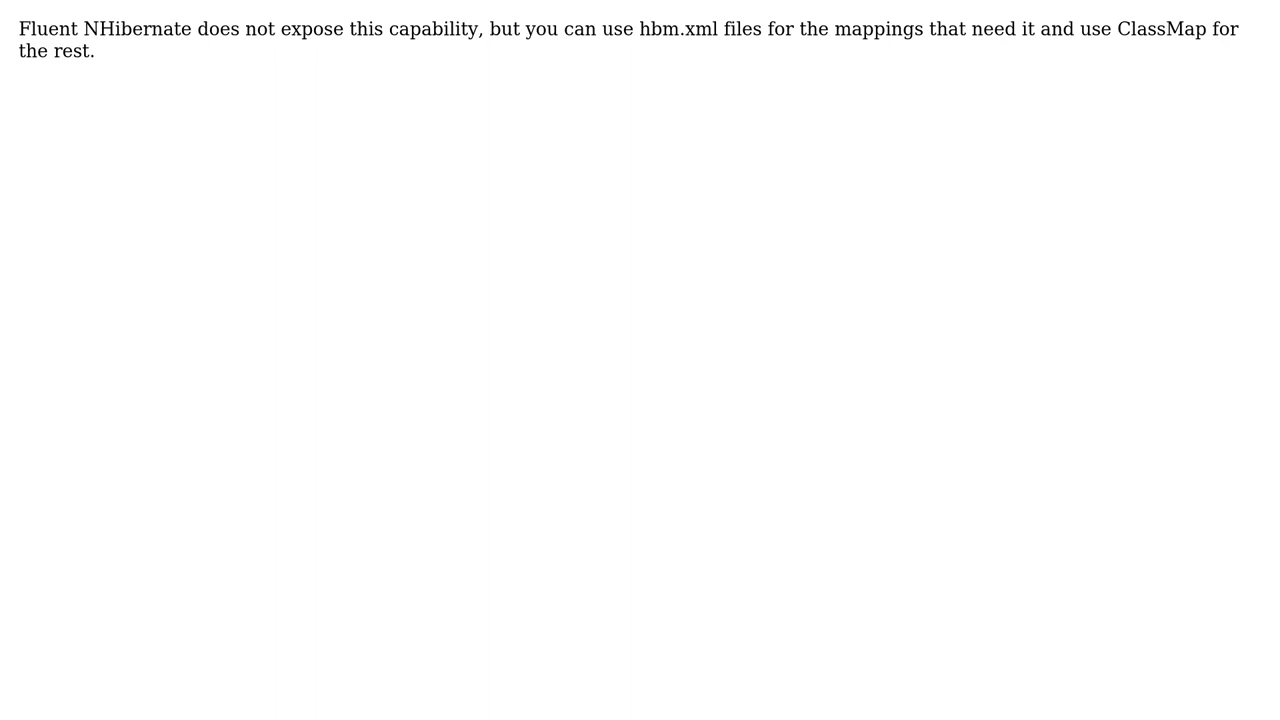 Fluent NHibernate does not expose this capability, but you can use hbm.xml files for the mappings that need it and use ClassMap for
the rest.